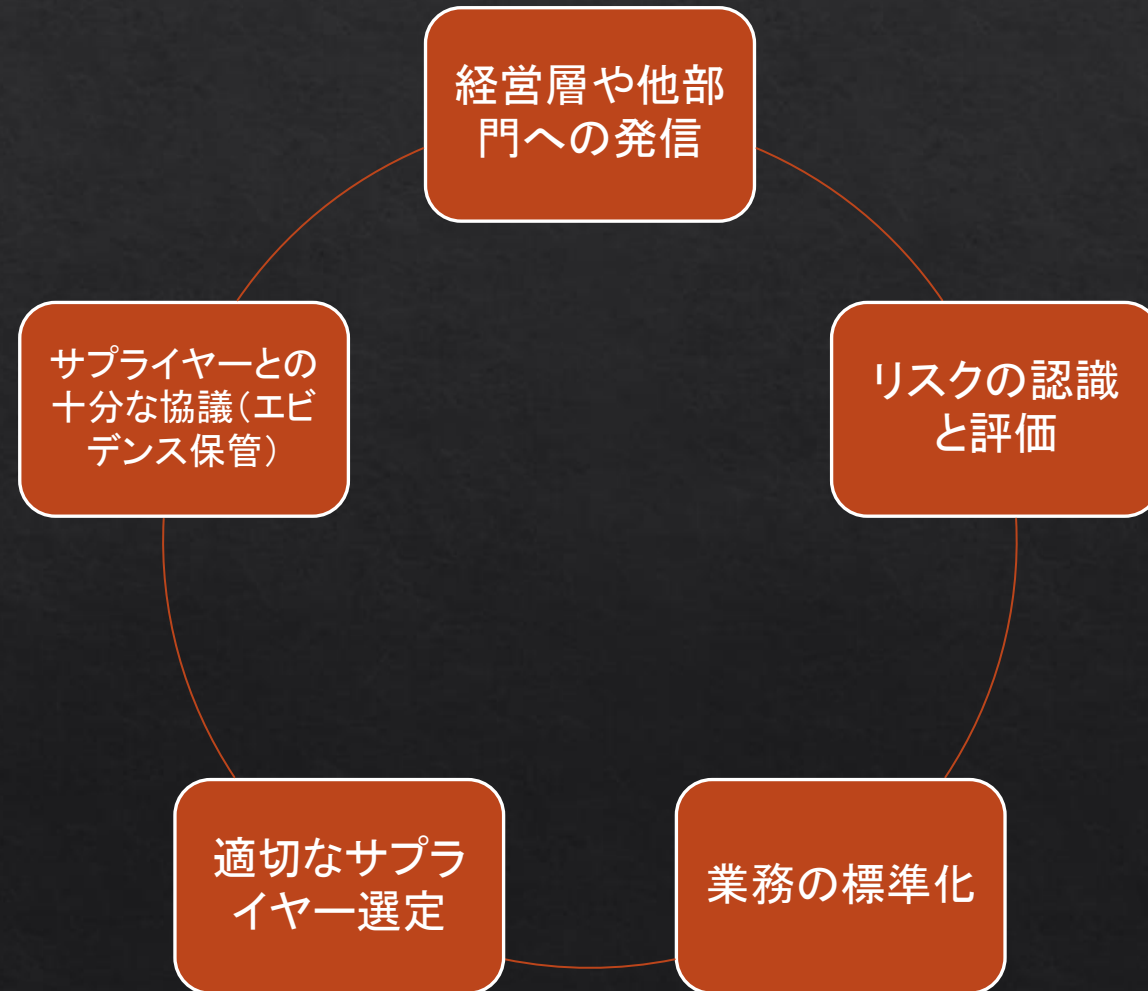 経営層や他部
門への発信
リスクの認識
と評価
業務の標準化
適切なサプラ
イヤー選定
サプライヤーとの
十分な協議（エビ
デンス保管）